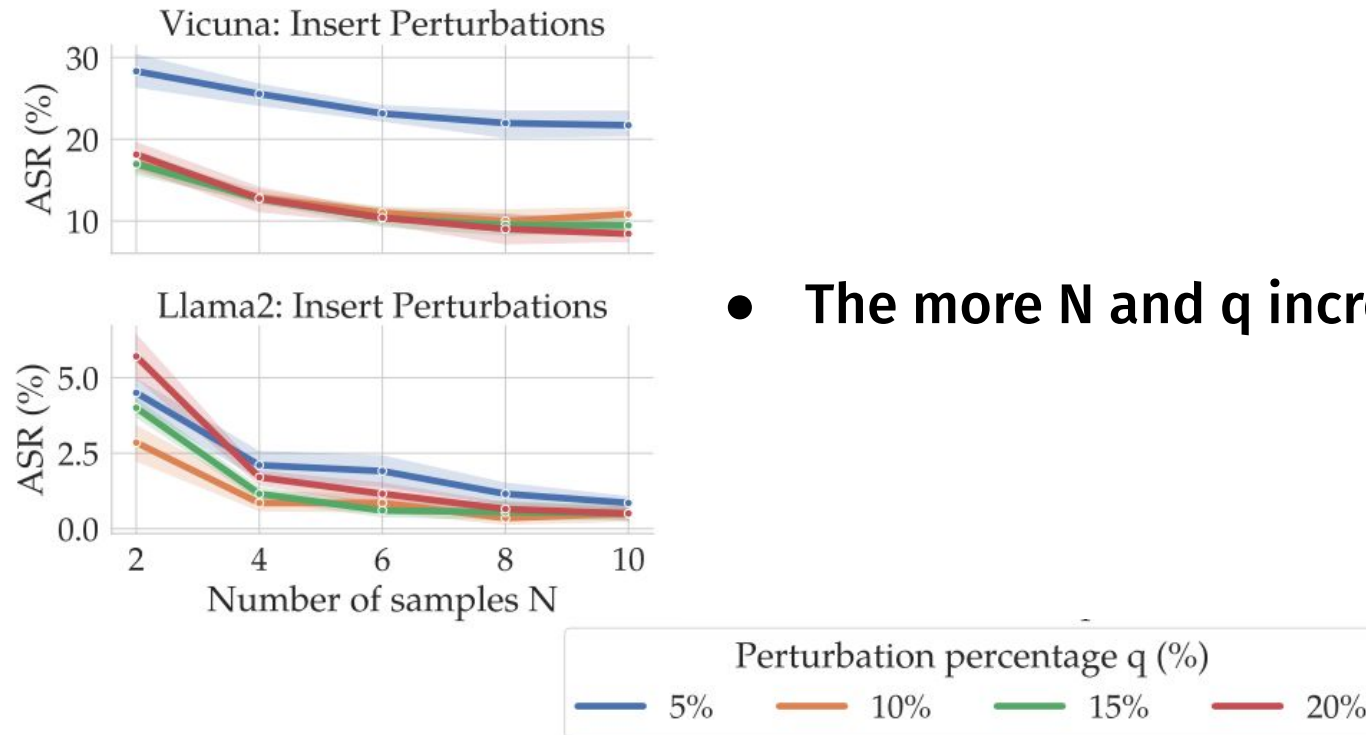 Vicuna: Insert Perturbations
30
20
10
ASR (%)
Llama2: Insert Perturbations
5.0
2.5
0.0
ASR (%)
2 4 6 8 10
Number of samples N
● The more N and q incr
Perturbation percentage q (%)
5% 10% 15% 20%